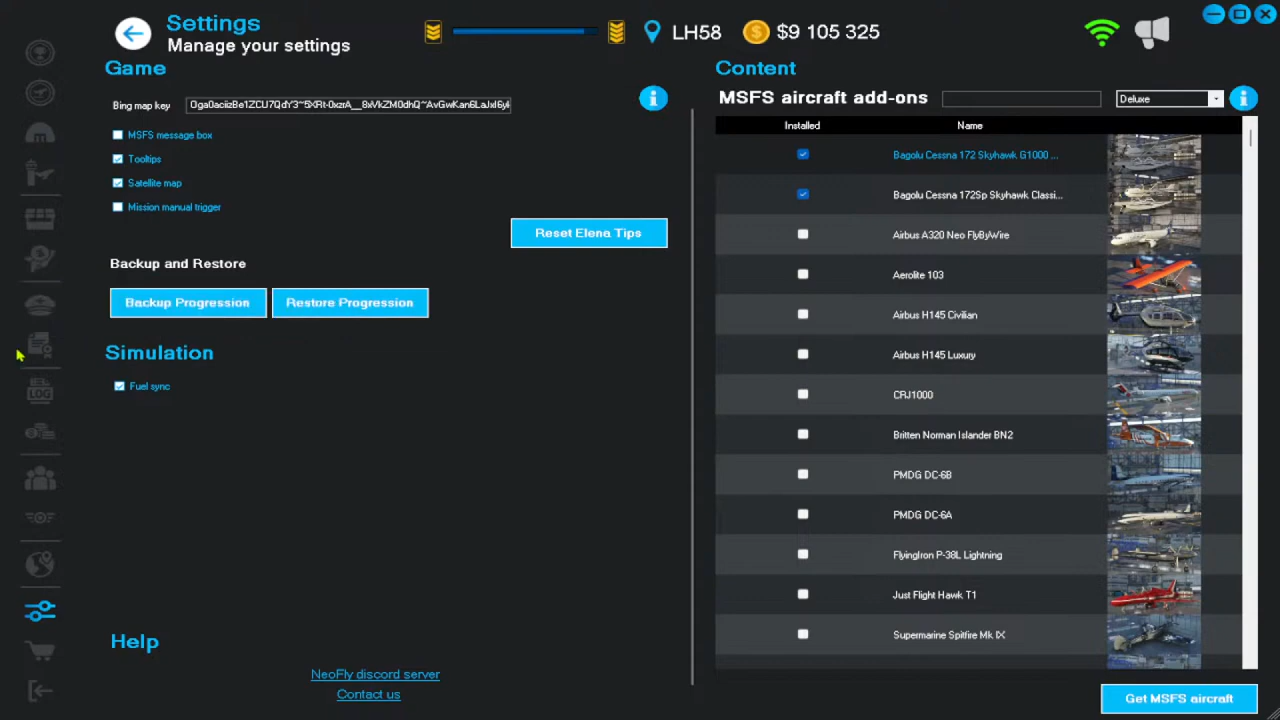 Settings
Manage your settings
LH58
$9 105 325
Game
Bing map key
MSFS message box
Tooltips
Satellite map
Mission manual trigger
Reset Elena Tips
Backup and Restore
Backup Progression
Restore Progression
Simulation
Fuel sync
Help
NeoFly discord server
Contact us
Content
MSFS aircraft add-ons
Deluxe
Installed
Name
Bagolu Cessna 172 Skyhawk G1000 ...
Bagolu Cessna 172Sp Skyhawk Classi...
Airbus A320 Neo FlyByWire
Aerolite 103
Airbus H145 Civilian
Airbus H145 Luxury
CRJ1000
Britten Norman Islander BN2
PMDG DC-6B
PMDG DC-6A
FlyingIron P-38L Lightning
Just Flight Hawk T1
Supermarine Spitfire Mk IX
Get MSFS aircraft
LOG